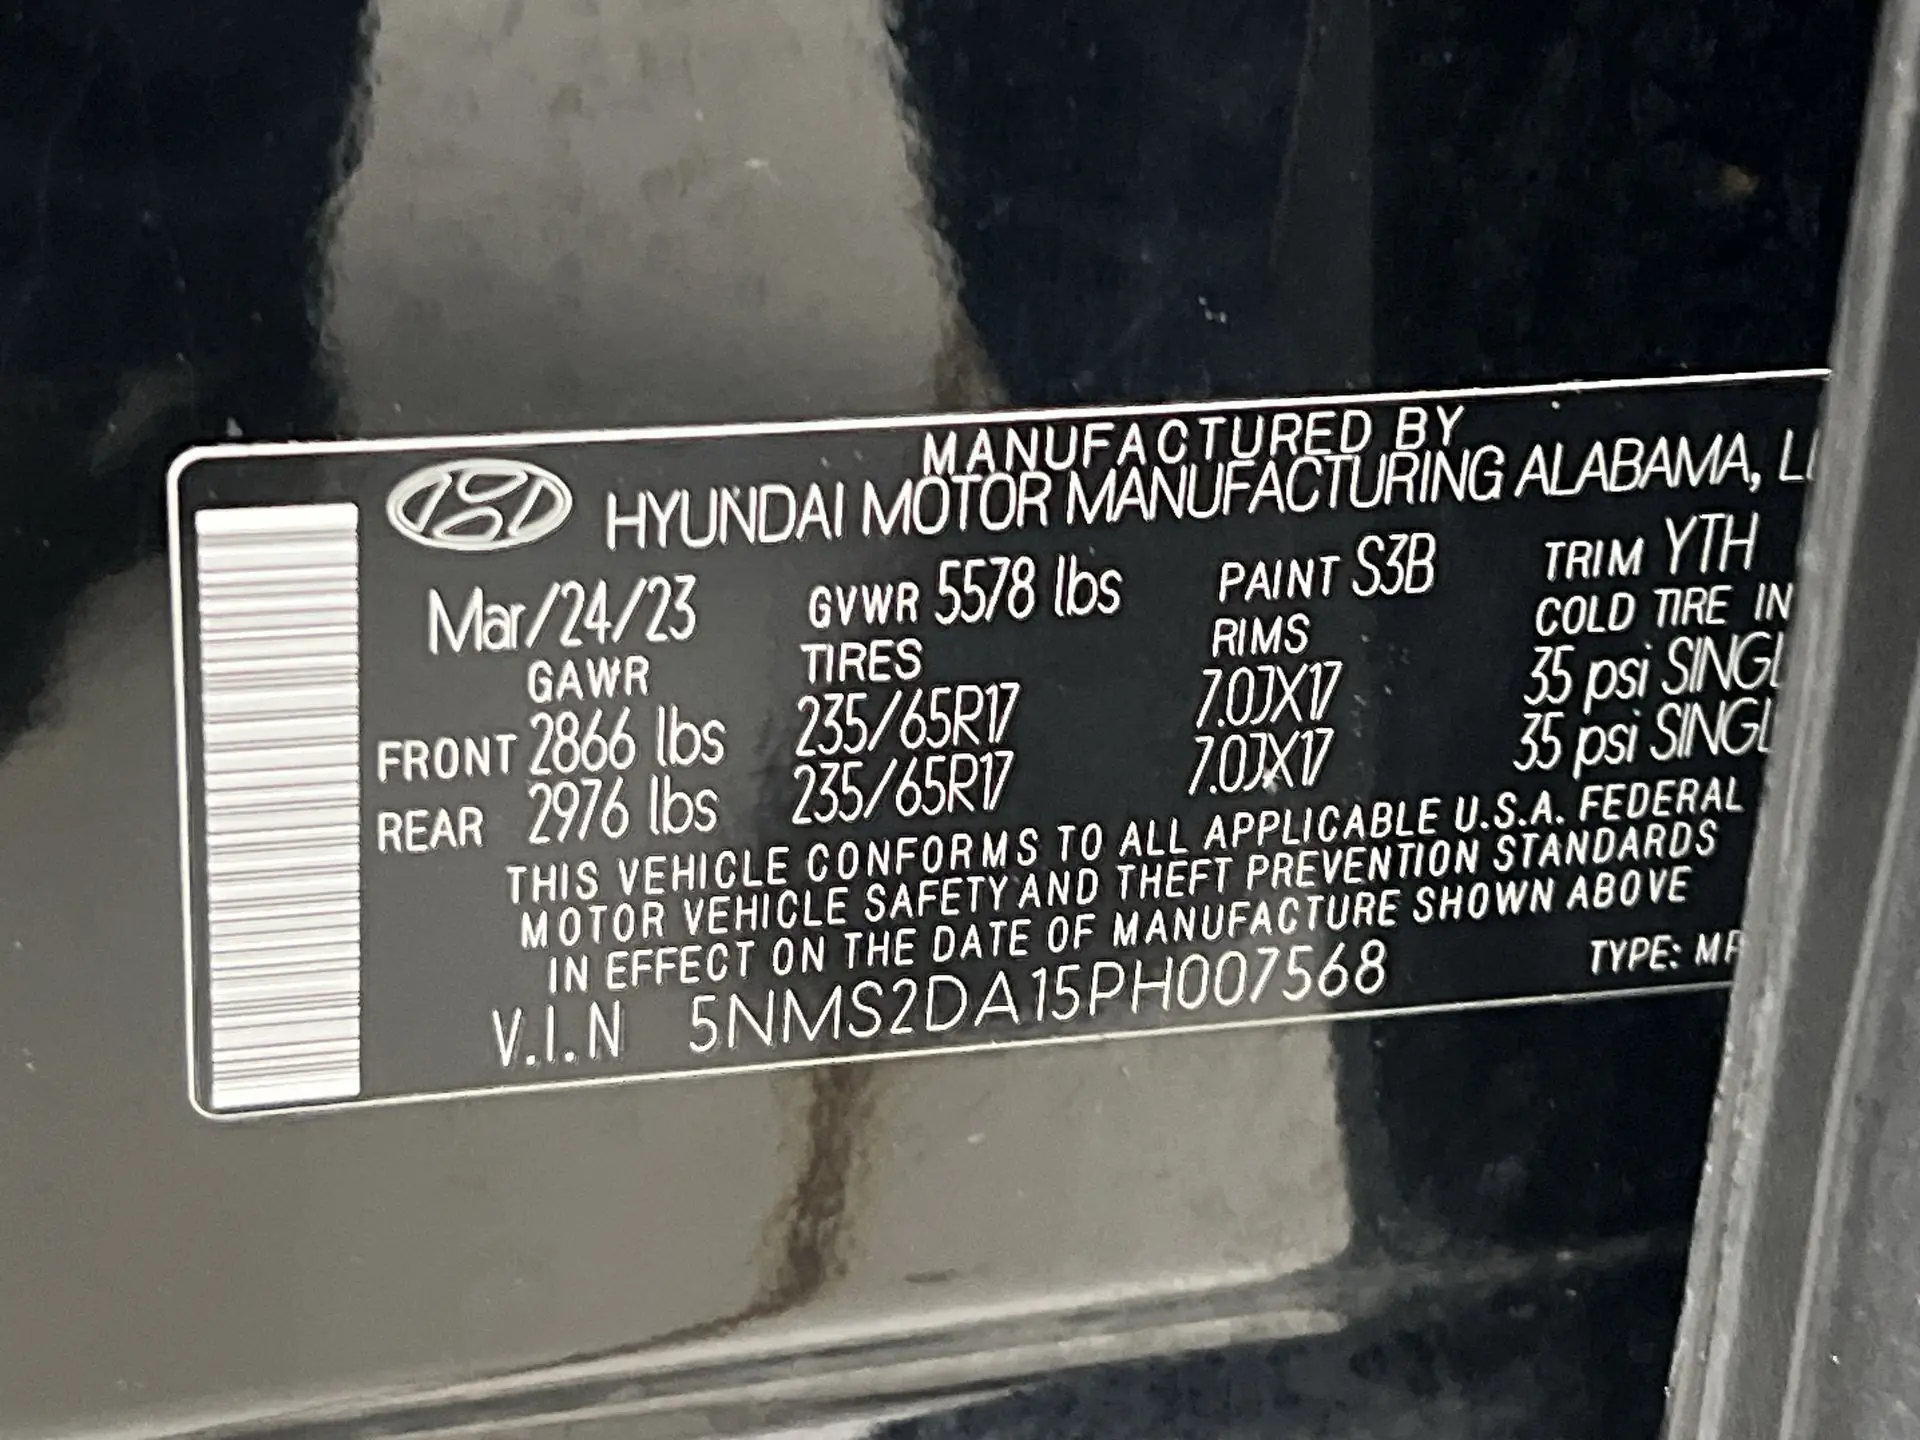 MANUFACTURED BY
HYUNDAI MOTOR MANUFACTURING ALABAMA,
Mar/24/23 GVWR 5578 lbs PAINT S3B TRIM YTH
GAWR TIRES RIMS COLD TIRE
FRONT 2866 lbs 235/65R17 7.0JX17 35 psi
REAR 2976 lbs 235/65R17 7.0JX17 35 psi
THIS VEHICLE CONFORMS TO ALL APPLICABLE U.S.A. FEDERAL
MOTOR VEHICLE SAFETY AND THEFT PREVENTION STANDARDS
IN EFFECT ON THE DATE OF MANUFACTURE SHOWN ABOVE
V.I.N 5NMS2DA15PH007568 TYPE: